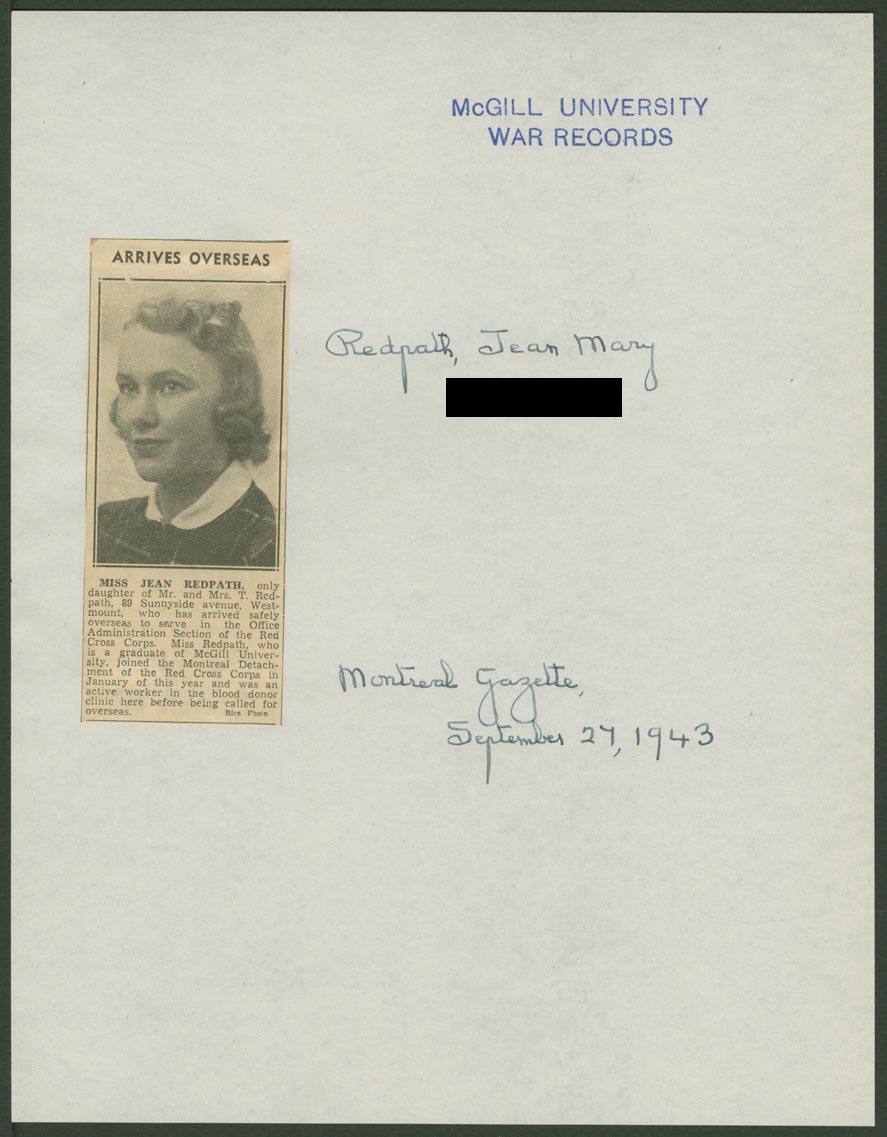 McGILL UNIVERSITY
WAR RECORDS
ARRIVES OVERSEAS
Redpath, Jean Mary
MISS JEAN REDPATH, only
daughter of Mr. and Mrs. T. Red-
path, 89 Sunnyside avenue, West-
mount, who has arrived safely
overseas to serve in the Office
Administration Section of the Red
Cross Corps. Miss Redpath, who
is a graduate of McGill Univer-
sity, joined the Montreal Detach-
ment of the Red Cross Corps in
January of this year and was an
active worker in the blood donor
clinic here before being called for
overseas.
Rice Photo.
Montreal Gazette,
September 27, 1943